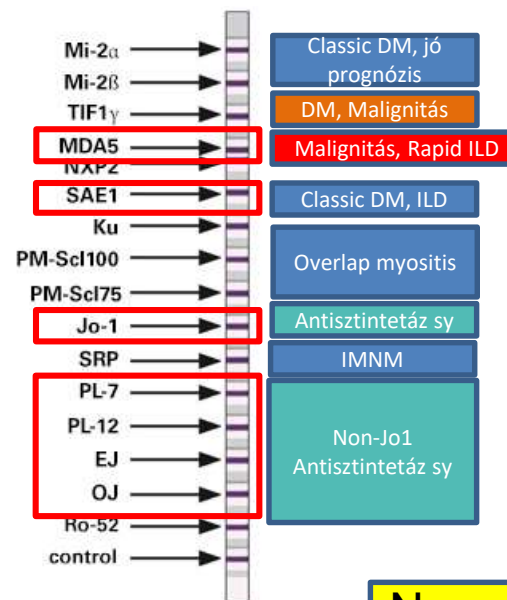 Mi-2α
Mi-2ß
TIF1γ
MDA5
NXP2
SAE1
Ku
PM-Scl100
PM-Scl75
Jo-1
SRP
PL-7
PL-12
EJ
OJ
Ro-52
control
Classic DM, jó
prognózis
DM, Malignitás
Malignitás, Rapid ILD
Classic DM, ILD
Overlap myositis
Antisztintetáz sy
IMNM
Non-Jo1
Antisztintetáz sy